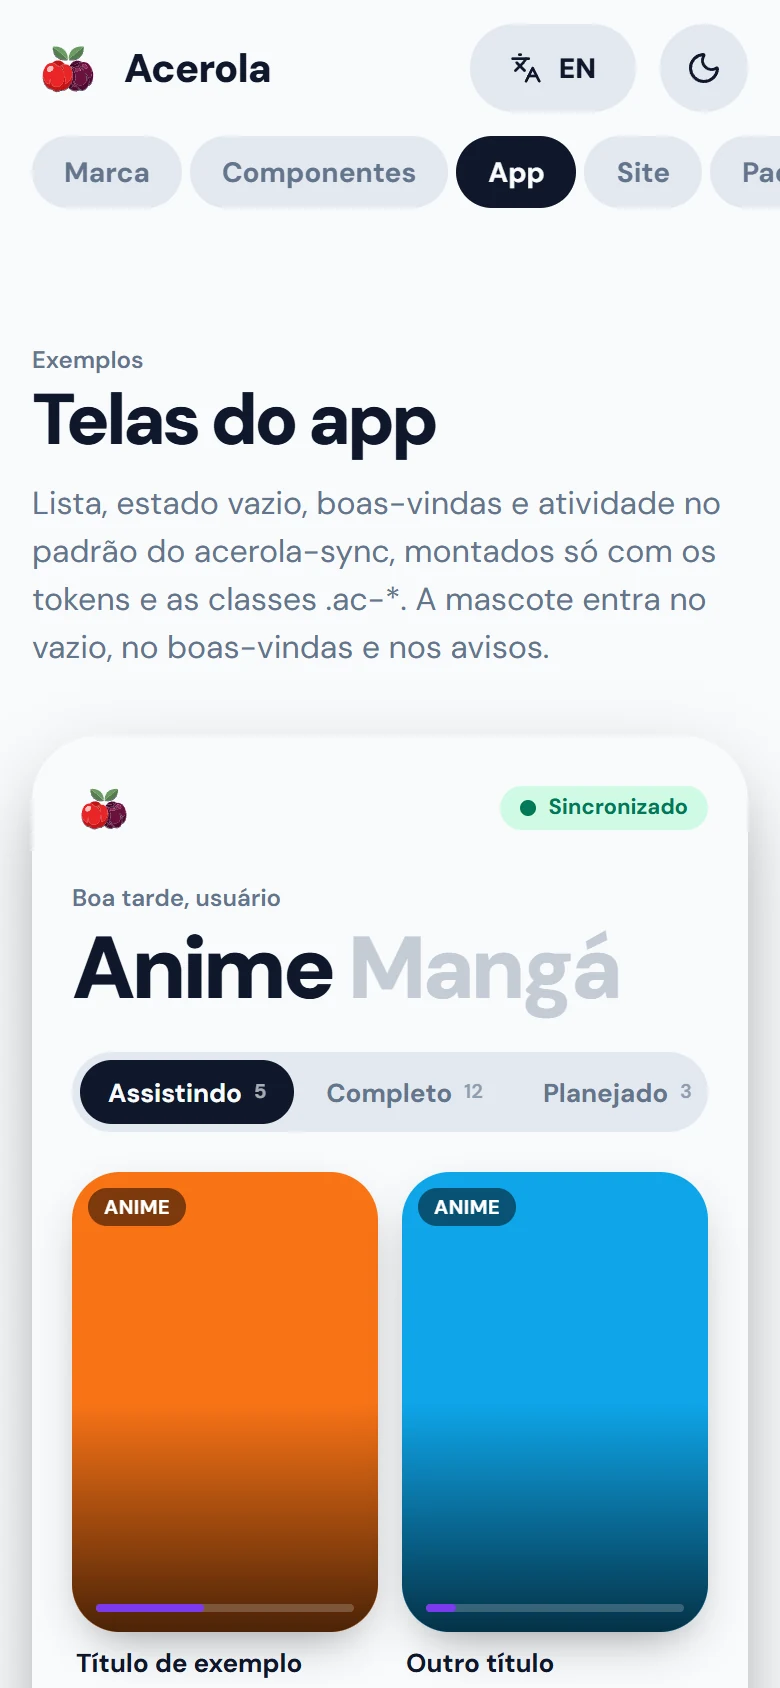 Acerola
EN
Marca
Componentes
App
Site
Exemplos
Telas do app
Lista, estado vazio, boas-vindas e atividade no
padrão do acerola-sync, montados só com os
tokens e as classes .ac-*. A mascote entra no
vazio, no boas-vindas e nos avisos.
Sincronizado
Boa tarde, usuário
Anime Mangá
Assistindo 5
Completo 12
Planejado 3
ANIME
ANIME
Título de exemplo
Outro título